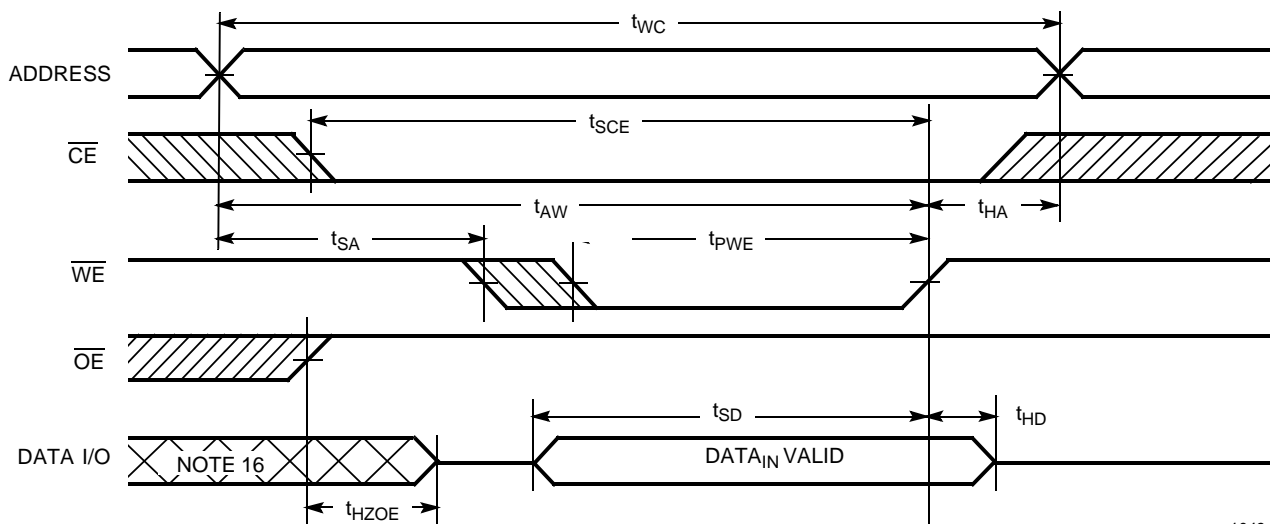 tWC
ADDRESS
tSCE
CE
tAW
tHA
tSA
tPWE
WE
OE
tSD
tHD
DATA I/O
NOTE 16
DATAIN VALID
tHZOE